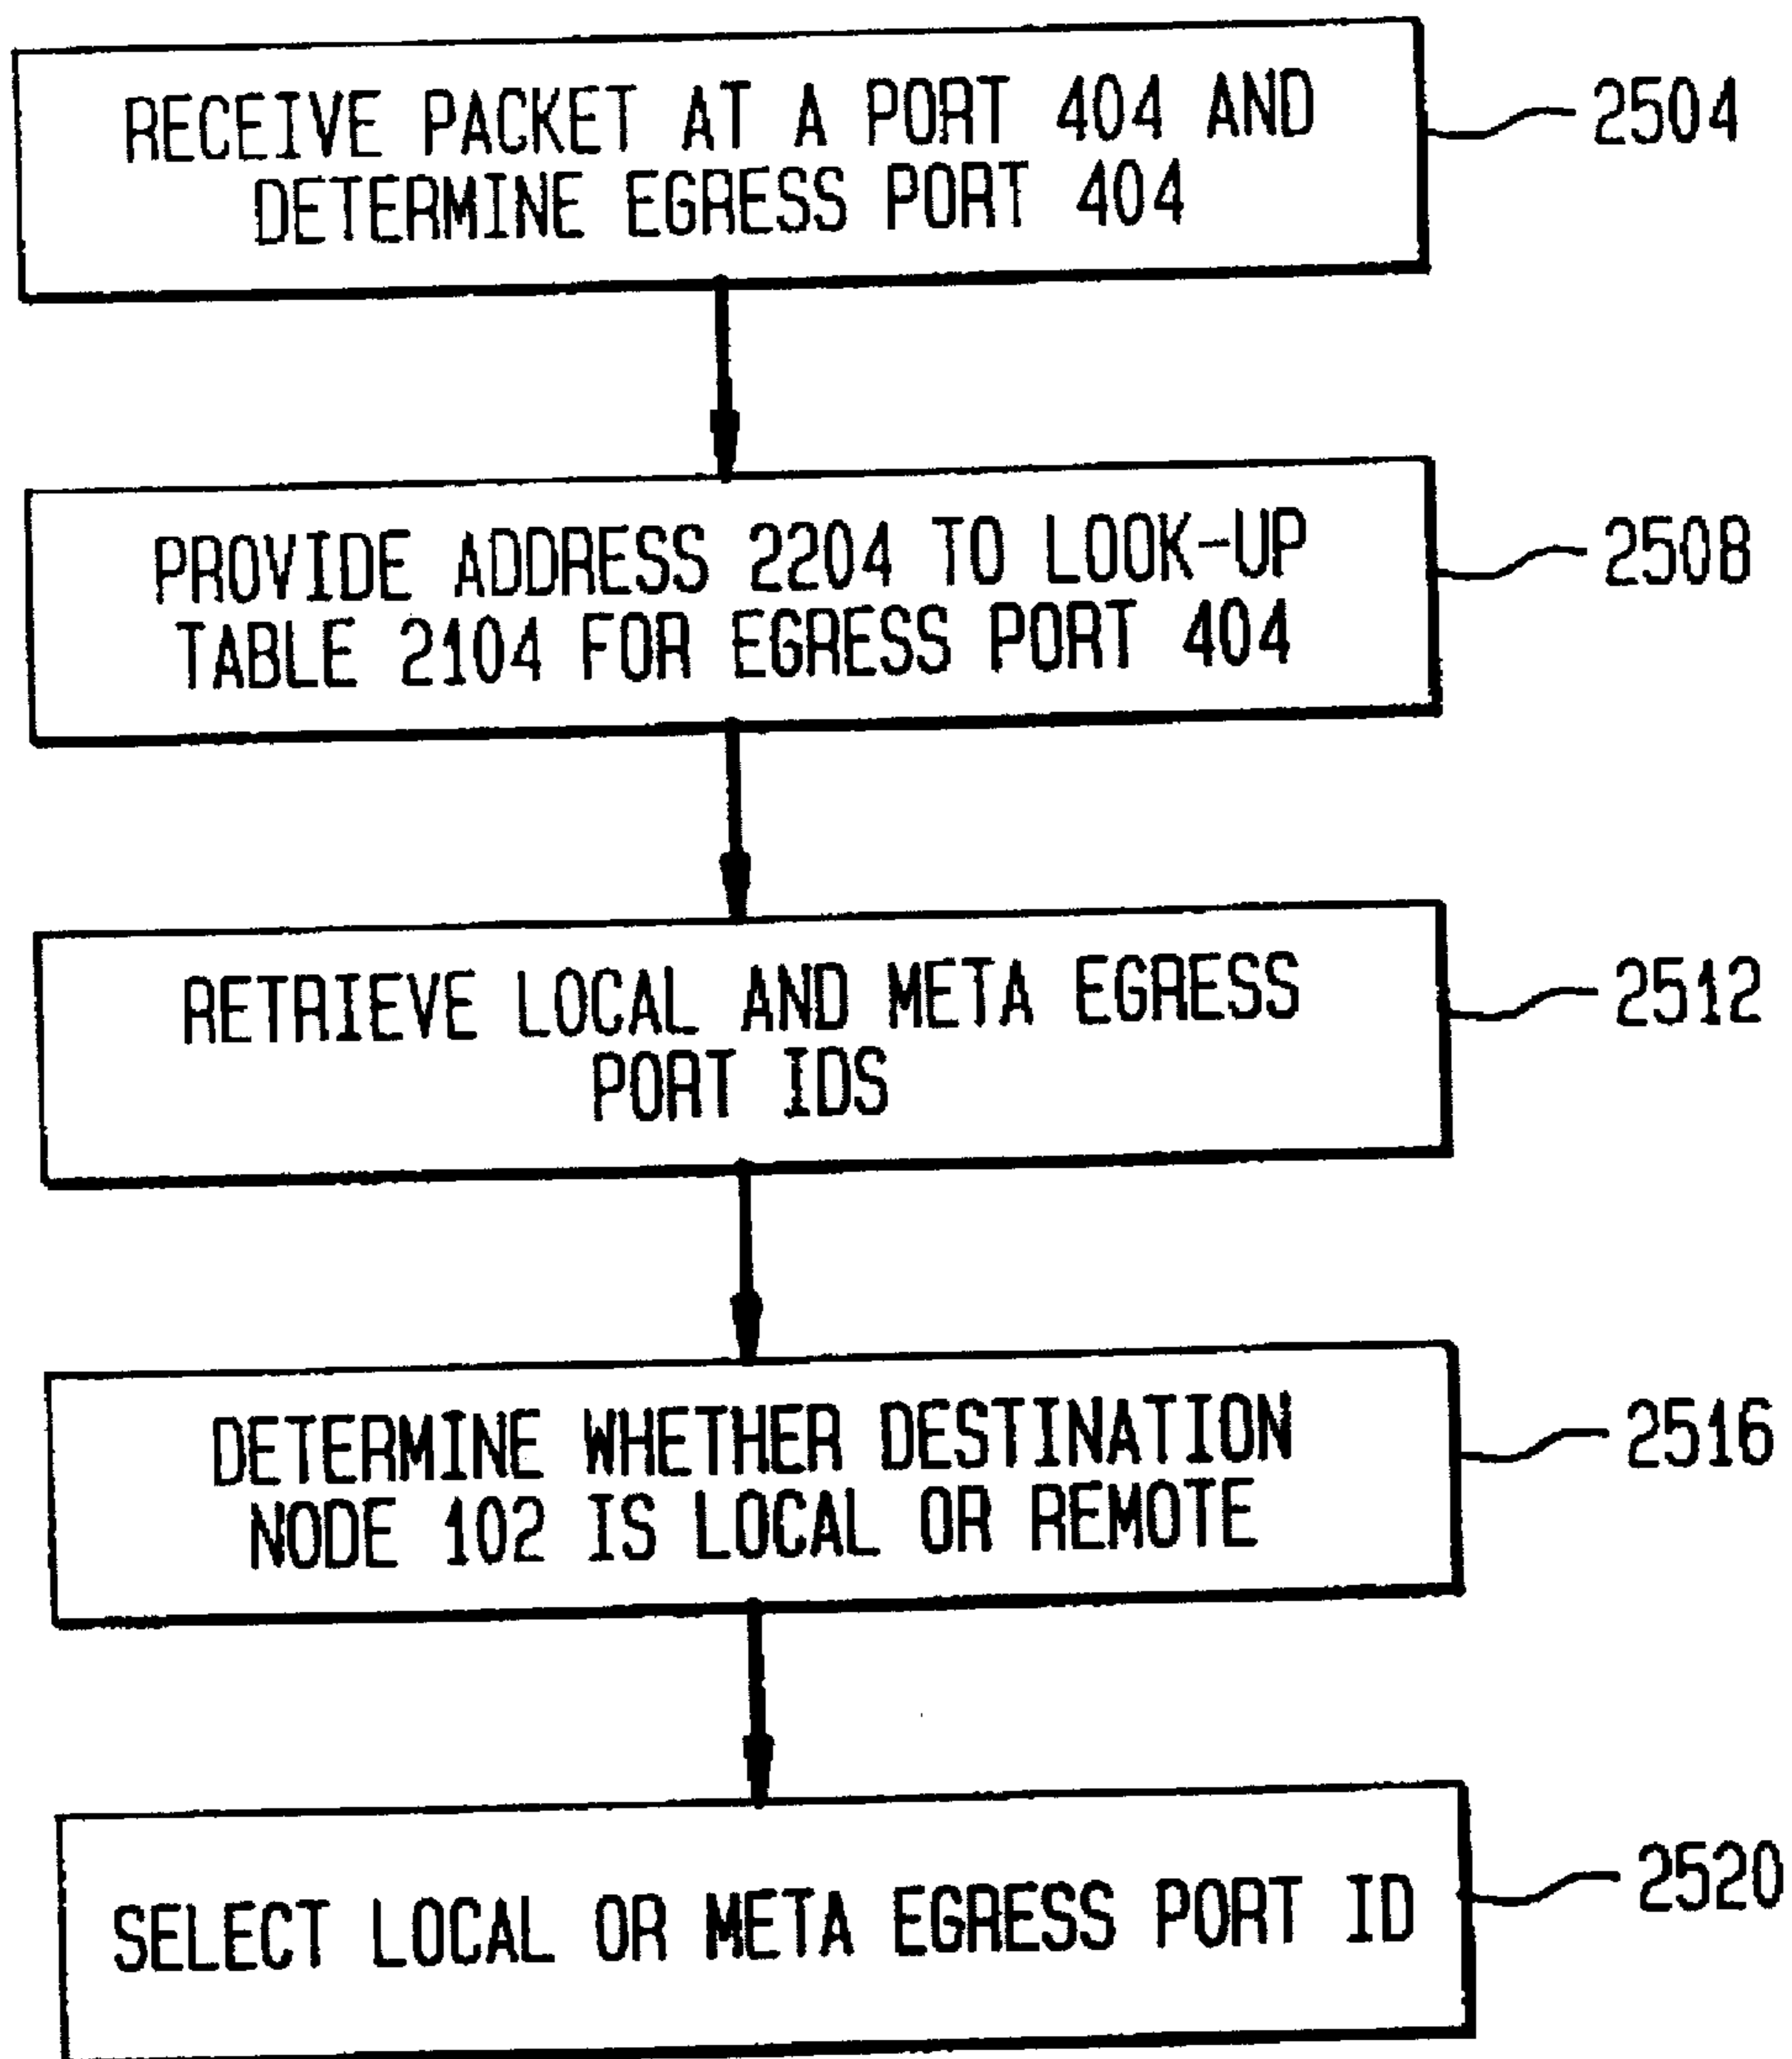 RECEIVE PACKET AT A PORT 404 AND
DETERMINE EGRESS PORT 404
2504
PROVIDE ADDRESS 2204 TO LOOK-UP
TABLE 2104 FOR EGRESS PORT 404
2508
RETRIEVE LOCAL AND META EGRESS
PORT IDS
2512
DETERMINE WHETHER DESTINATION
NODE 102 IS LOCAL OR REMOTE
2516
SELECT LOCAL OR META EGRESS PORT ID
2520